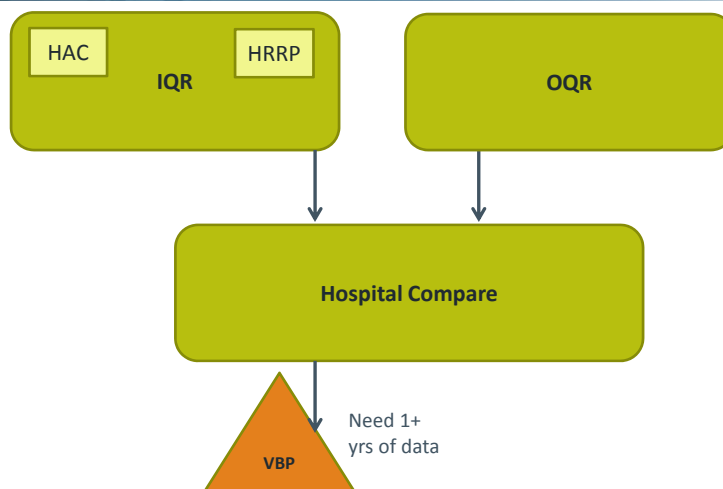 HAC
HRRP
IQR
OQR
Hospital Compare
Need 1+
yrs of data
VBP